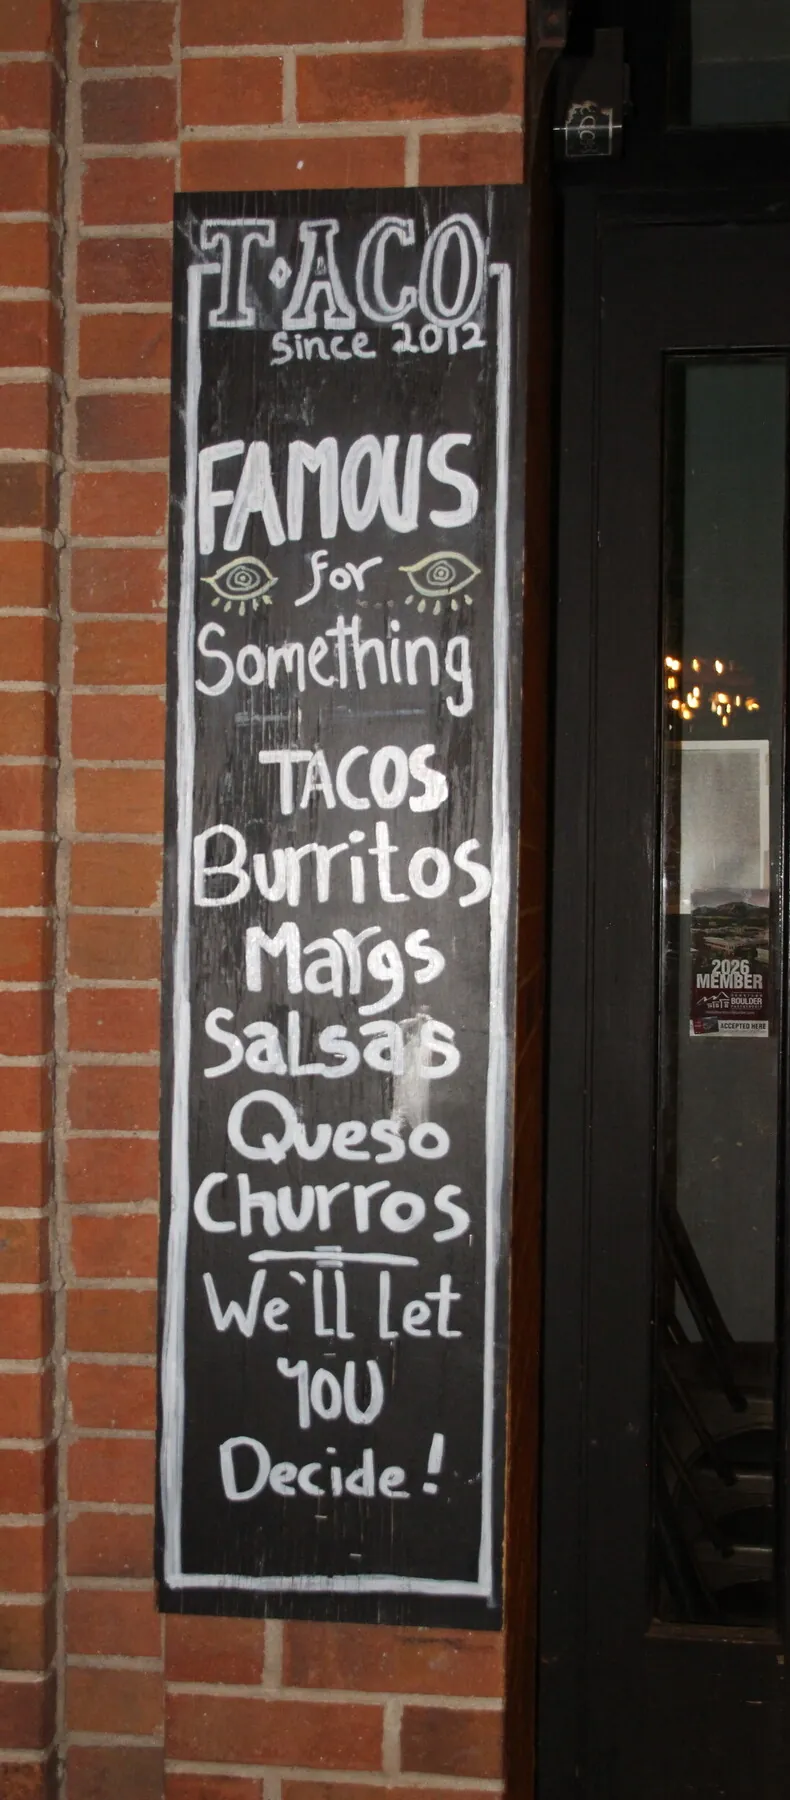 T·ACO
since 2012
FAMOUS
for
Something
TACOS
Burritos
Margs
Salsas
Queso
Churros
We'll let
YOU
Decide!
2026
MEMBER
BOULDER
ACCEPTED HERE